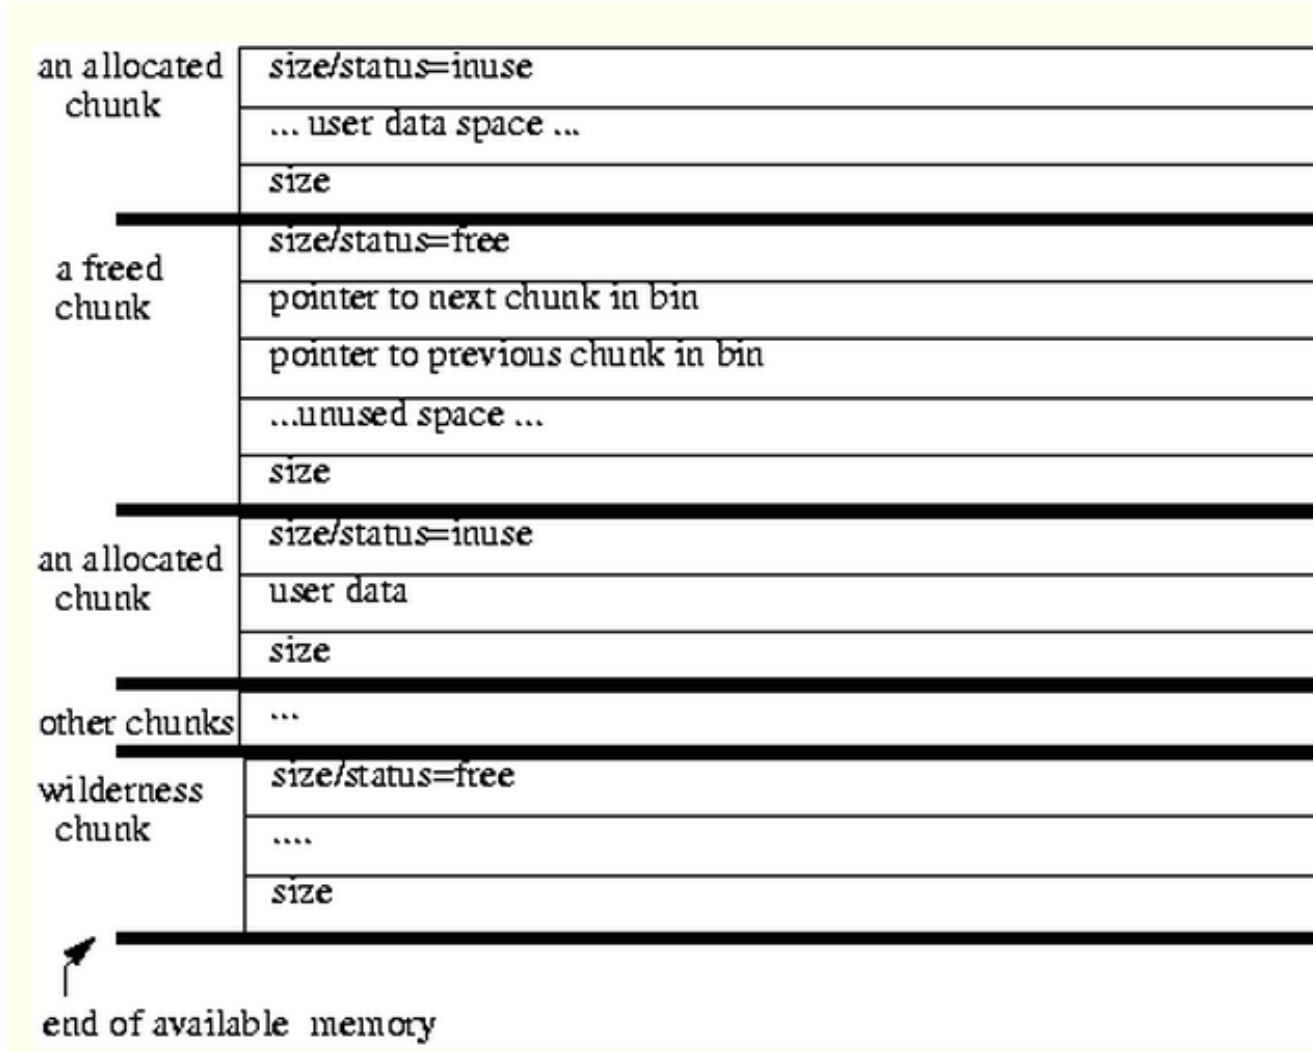 an allocated
chunk
size/status=inuse
... user data space ...
size
a freed
chunk
size/status=free
pointer to next chunk in bin
pointer to previous chunk in bin
...unused space ...
size
an allocated
chunk
size/status=inuse
user data
size
other chunks
...
wilderness
chunk
size/status=free
....
size
end of available memory